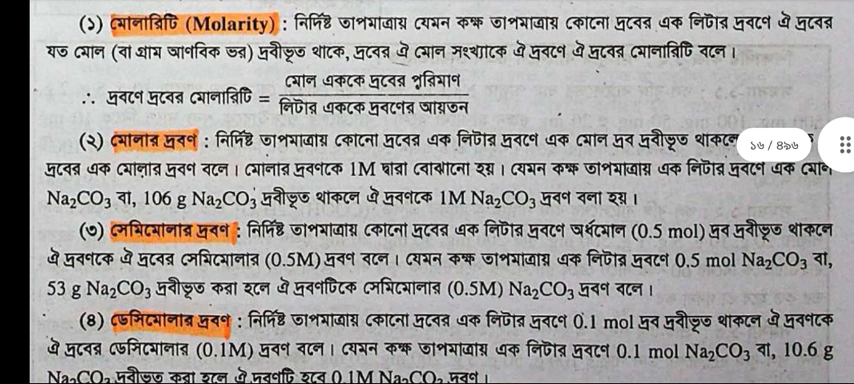 (১) মোলারিটি (Molarity) : নির্দিষ্ট তাপমাত্রায় যেমন কক্ষ তাপমাত্রায় কোনো দ্রবের এক লিটার দ্রবণে ঐ দ্রবের
যত মোল (বা গ্রাম আণবিক ভর) দ্রবীভূত থাকে, দ্রবের ঐ মোল সংখ্যাকে ঐ দ্রবণে ঐ দ্রবের মোলারিটি বলে।
মোল এককে দ্রবের পরিমাণ
∴ দ্রবণে দ্রবের মোলারিটি =
লিটার এককে দ্রবণের আয়তন
(২) মোলার দ্রবণ : নির্দিষ্ট তাপমাত্রায় কোনো দ্রবের এক লিটার দ্রবণে এক মোল দ্রব দ্রবীভূত থাকলে
১৬ / ৪৯৬
দ্রবের এক মোলার দ্রবণ বলে। মোলার দ্রবণকে 1M দ্বারা বোঝানো হয়। যেমন কক্ষ তাপমাত্রায় এক লিটার দ্রবণে এক মোল
Na₂CO₃ বা, 106 g Na₂CO₃ দ্রবীভূত থাকলে ঐ দ্রবণকে 1M Na₂CO₃ দ্রবণ বলা হয়।
(৩) সেমিমোলার দ্রবণ : নির্দিষ্ট তাপমাত্রায় কোনো দ্রবের এক লিটার দ্রবণে অর্ধমোল (0.5 mol) দ্রব দ্রবীভূত থাকলে
ঐ দ্রবণকে ঐ দ্রবের সেমিমোলার (0.5M) দ্রবণ বলে। যেমন কক্ষ তাপমাত্রায় এক লিটার দ্রবণে 0.5 mol Na₂CO₃ বা,
53 g Na₂CO₃ দ্রবীভূত করা হলে ঐ দ্রবণটিকে সেমিমোলার (0.5M) Na₂CO₃ দ্রবণ বলে।
(৪) ডেসিমোলার দ্রবণ : নির্দিষ্ট তাপমাত্রায় কোনো দ্রবের এক লিটার দ্রবণে 0.1 mol দ্রব দ্রবীভূত থাকলে ঐ দ্রবণকে
ঐ দ্রবের ডেসিমোলার (0.1M) দ্রবণ বলে। যেমন কক্ষ তাপমাত্রায় এক লিটার দ্রবণে 0.1 mol Na₂CO₃ বা, 10.6 g
Na₂CO₃ দ্রবীভূত করা হলে ঐ দ্রবণটি হবে 0.1M Na₂CO₃ দ্রবণ।